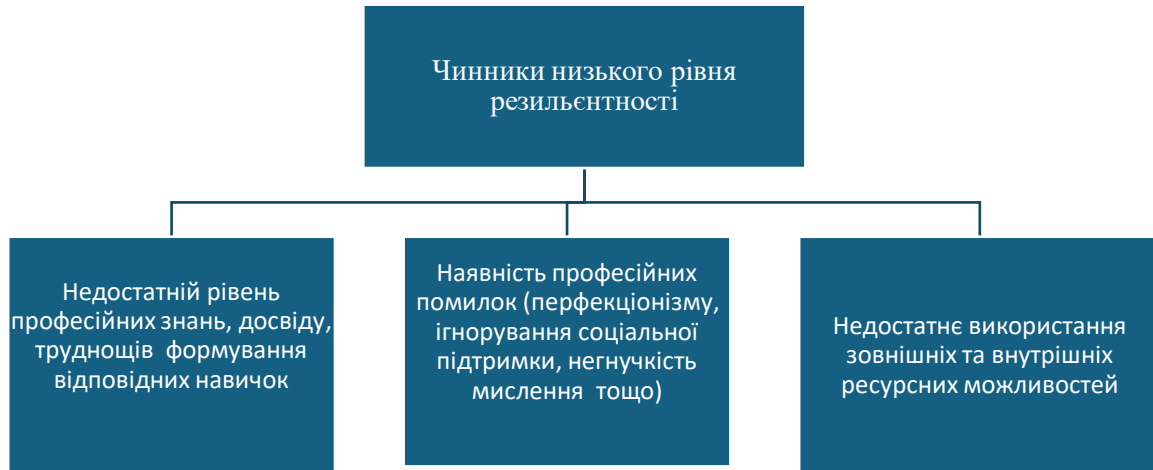 Чинники низького рівня
резильєнтності
Недостатній рівень
професійних знань, досвіду,
труднощів формування
відповідних навичок
Наявність професійних
помилок (перфекціонізму,
ігнорування соціальної
підтримки, негнучкість
мислення тощо)
Недостатнє використання
зовнішніх та внутрішніх
ресурсних можливостей